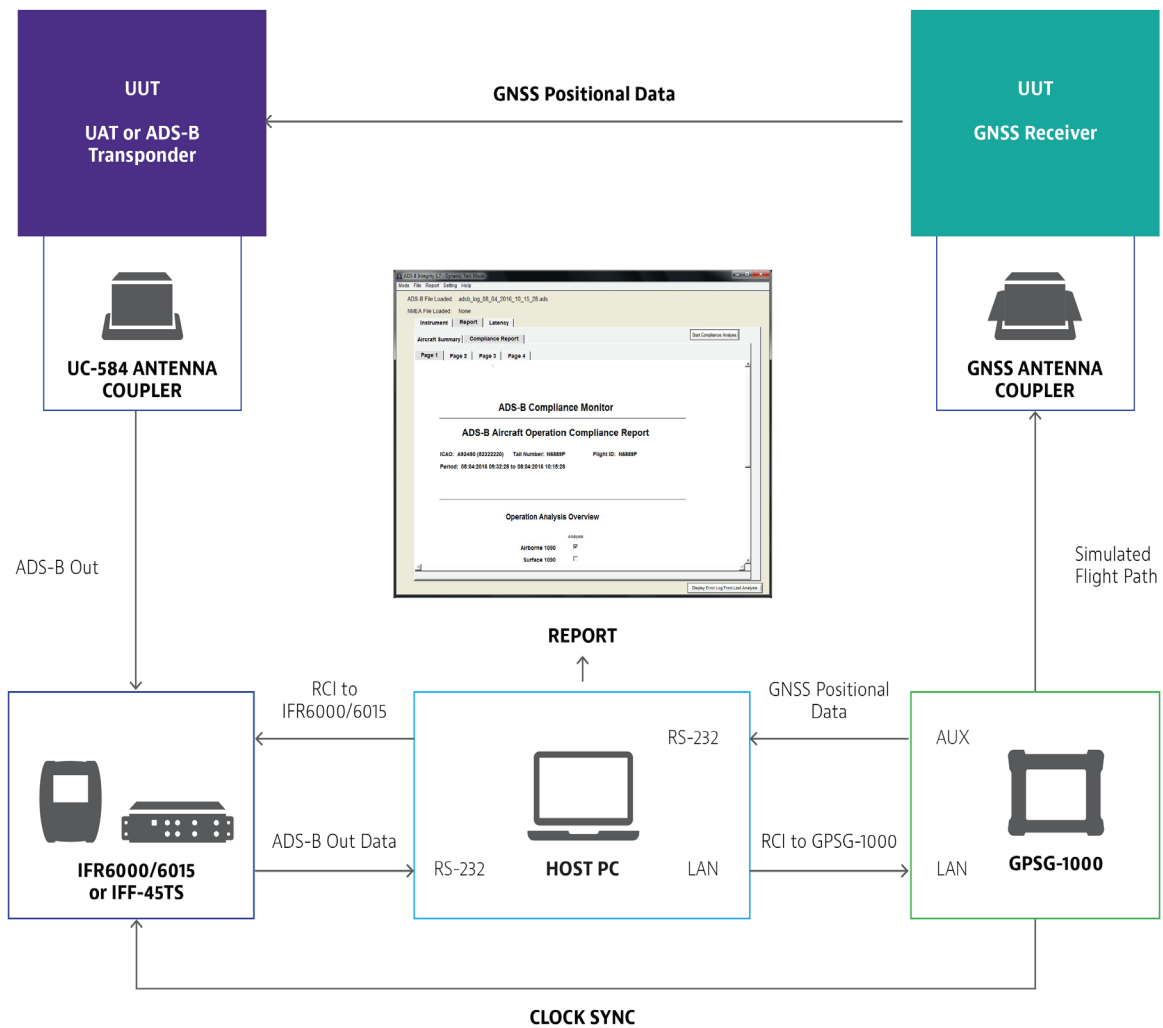 UUT
UAT or ADS-B
Transponder
GNSS Positional Data
UUT
GNSS Receiver
UC-584 ANTENNA
COUPLER
GNSS ANTENNA
COUPLER
ADS-B Integrity 1.7 - Dynamic Test Mode
Mode File Report Setting Help
ADS-B File Loaded: adsb_log_08_04_2016_10_15_28.ads
NMEA File Loaded: None
Instrument Report Latency
Start Compliance Analysis
Aircraft Summary Compliance Report
Page 1 Page 2 Page 3 Page 4
ADS-B Compliance Monitor
ADS-B Aircraft Operation Compliance Report
ICAO: A92490 (52222220) Tail Number: N6889P Flight ID: N6889P
Period: 08:04:2016 09:32:28 to 08:04:2016 10:15:28
Operation Analysis Overview
Analysis
Airborne 1090
Surface 1090
Display Error Log From Last Analysis
ADS-B Out
Simulated
Flight Path
REPORT
RCI to
IFR6000/6015
GNSS Positional
Data
RS-232
AUX
ADS-B Out Data
RCI to GPSG-1000
IFR6000/6015
or IFF-45TS
RS-232
HOST PC
LAN
LAN
GPSG-1000
CLOCK SYNC